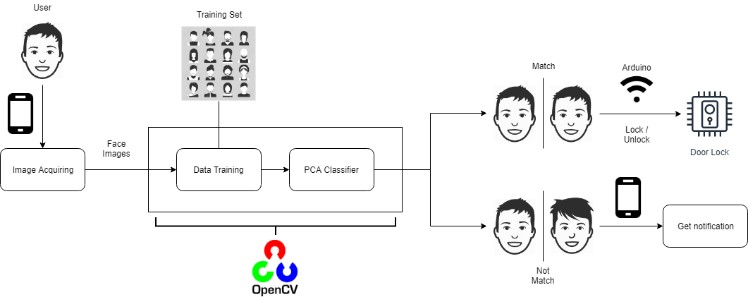 User
Training Set
Match
Arduino
Face
Images
Lock /
Unlock
Door Lock
Image Acquiring
Data Training
PCA Classifier
Get notification
Not
Match
OpenCV